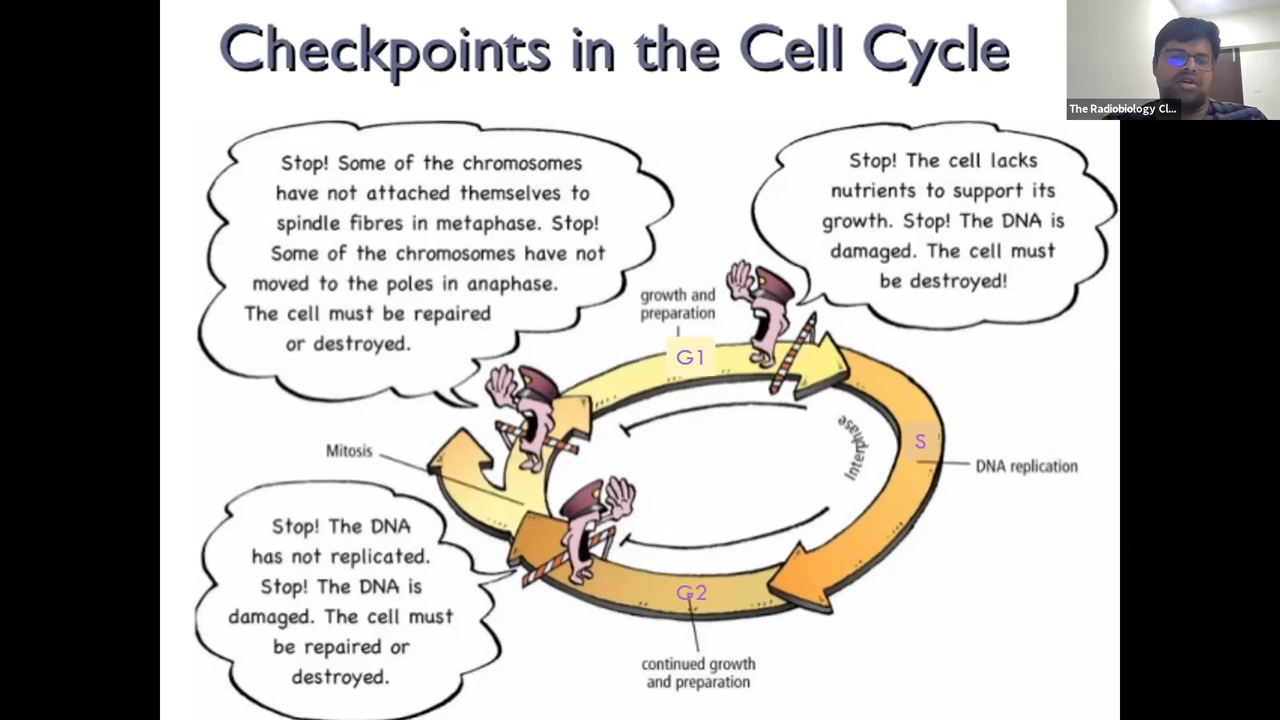 Checkpoints in the Cell Cycle
The Radiobiology Cl...
Stop! Some of the chromosomes
have not attached themselves to
spindle fibres in metaphase. Stop!
Some of the chromosomes have not
moved to the poles in anaphase.
The cell must be repaired
or destroyed.
Stop! The cell lacks
nutrients to support its
growth. Stop! The DNA is
damaged. The cell must
be destroyed!
growth and
preparation
G1
Interphase
S
DNA replication
Mitosis
Stop! The DNA
has not replicated.
Stop! The DNA is
damaged. The cell must
be repaired or
destroyed.
G2
continued growth
and preparation